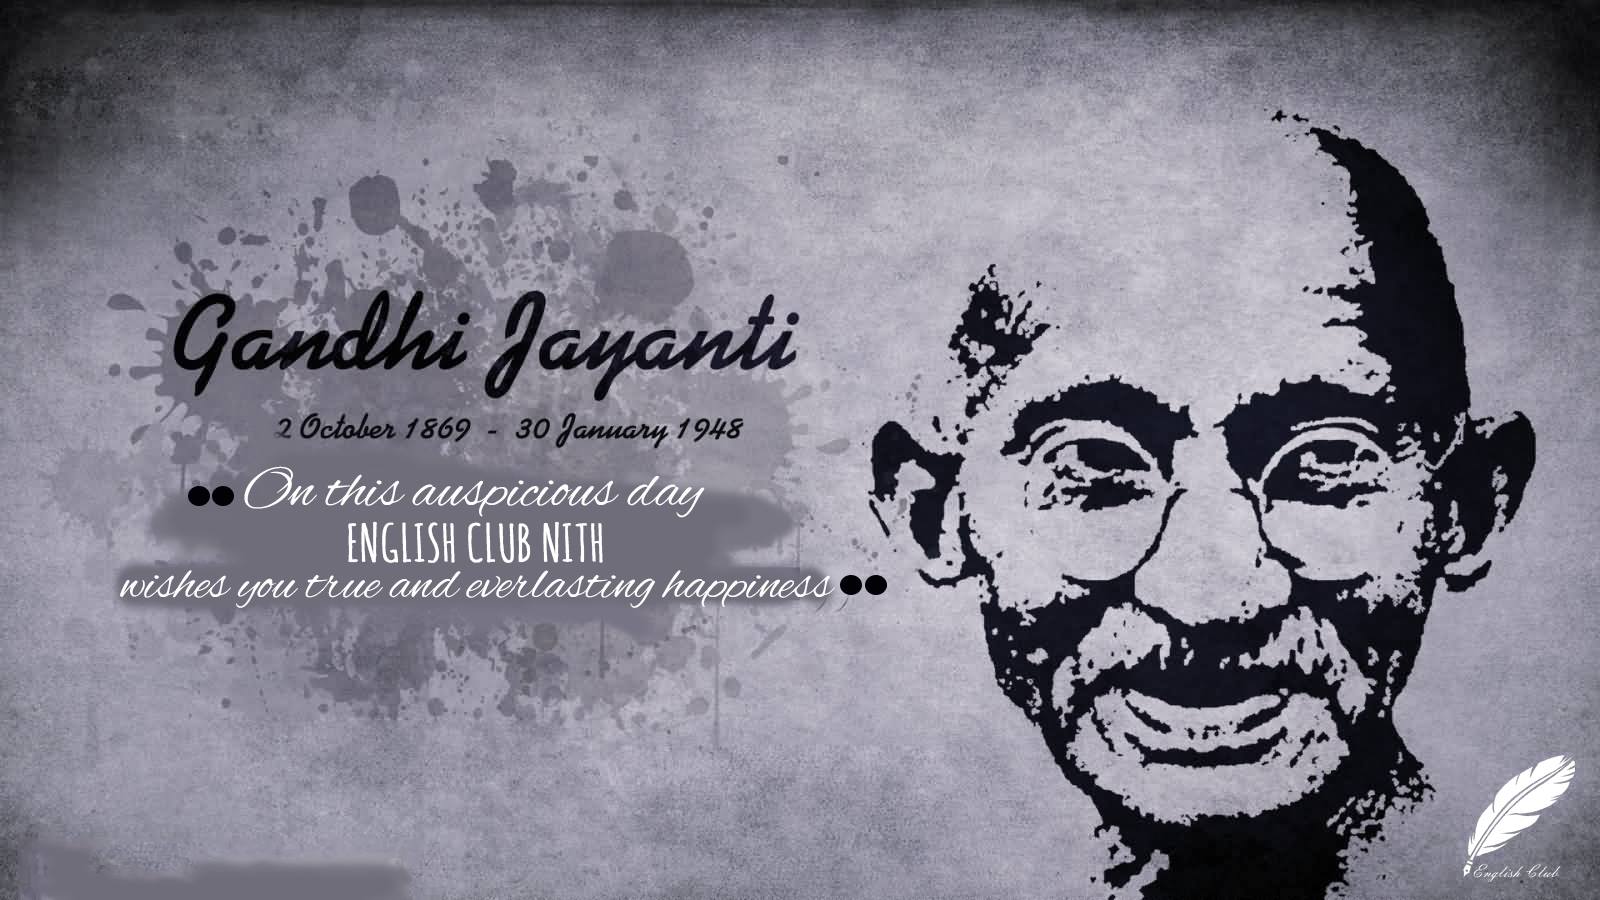 Gandhi Jayanti
2 October 1869 - 30 January 1948
On this auspicious day
ENGLISH CLUB NITH
wishes you true and everlasting happiness
English Club